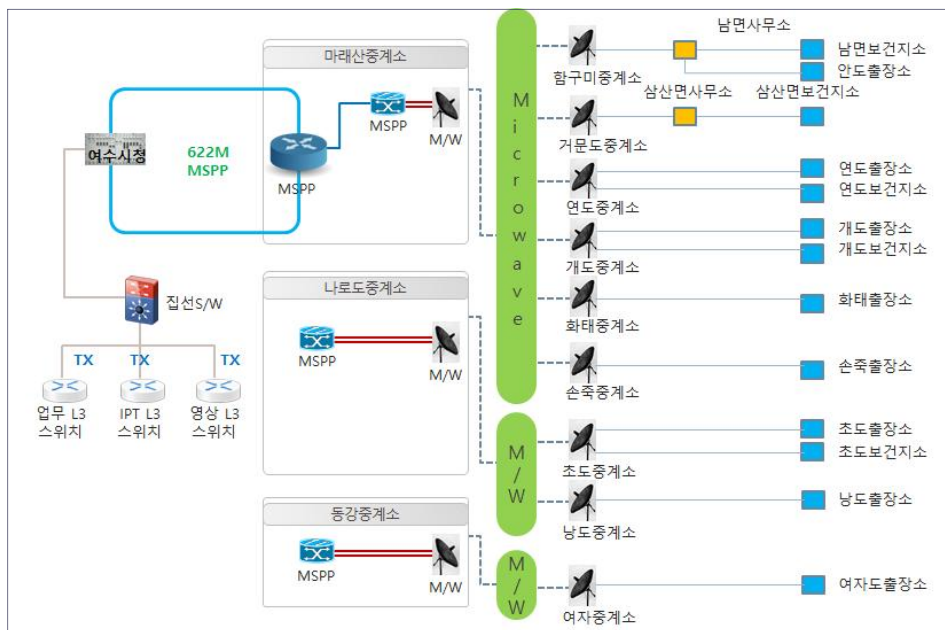 마래산중계소
여수시청
622M
MSPP
MSPP
MSPP
M/W
집선S/W
TX
TX
TX
업무 L3
스위치
IPT L3
스위치
영상 L3
스위치
나로도중계소
MSPP
M/W
동강중계소
MSPP
M/W
Microwave
M/W
M/W
남면사무소
함구미중계소
남면보건지소
안도출장소
삼산면사무소
삼산면보건지소
거문도중계소
연도중계소
연도출장소
연도보건지소
개도중계소
개도출장소
개도보건지소
화태중계소
화태출장소
손죽중계소
손죽출장소
초도중계소
초도출장소
초도보건지소
낭도중계소
낭도출장소
여자중계소
여자도출장소